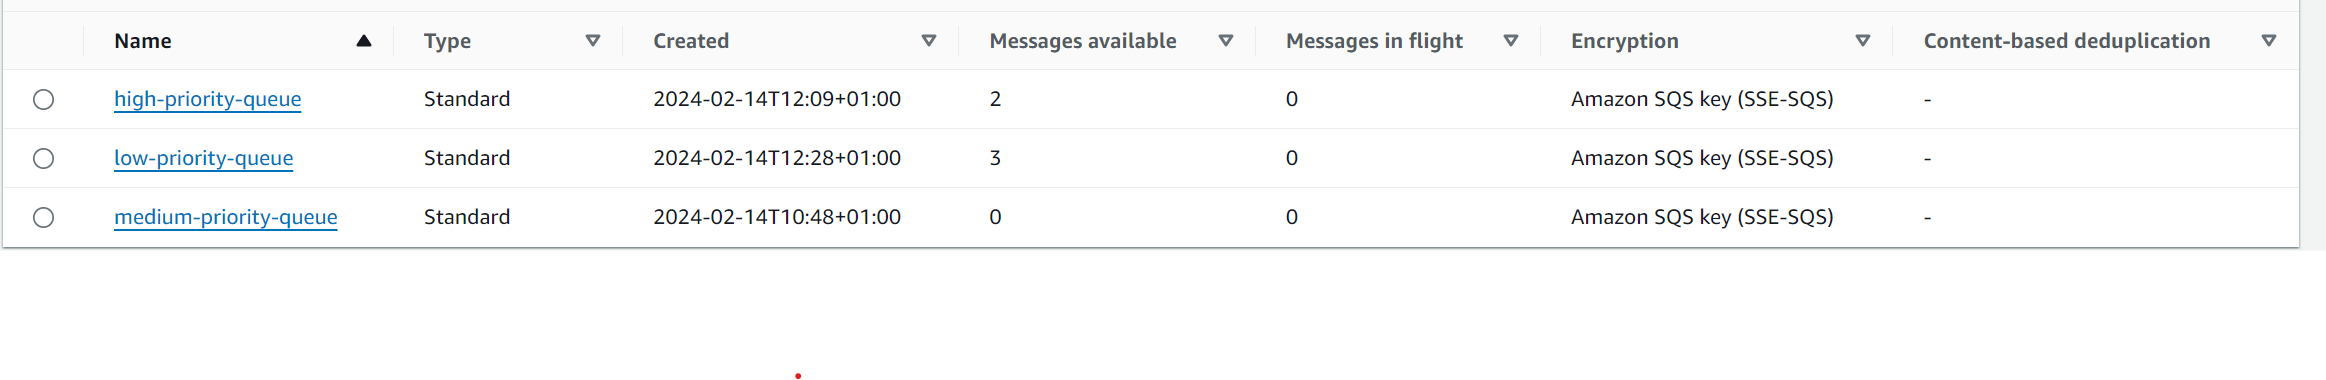 Name Type Created Messages available Messages in flight Encryption Content-based deduplication
high-priority-queue Standard 2024-02-14T12:09+01:00 2 0 Amazon SQS key (SSE-SQS) -
low-priority-queue Standard 2024-02-14T12:28+01:00 3 0 Amazon SQS key (SSE-SQS) -
medium-priority-queue Standard 2024-02-14T10:48+01:00 0 0 Amazon SQS key (SSE-SQS) -